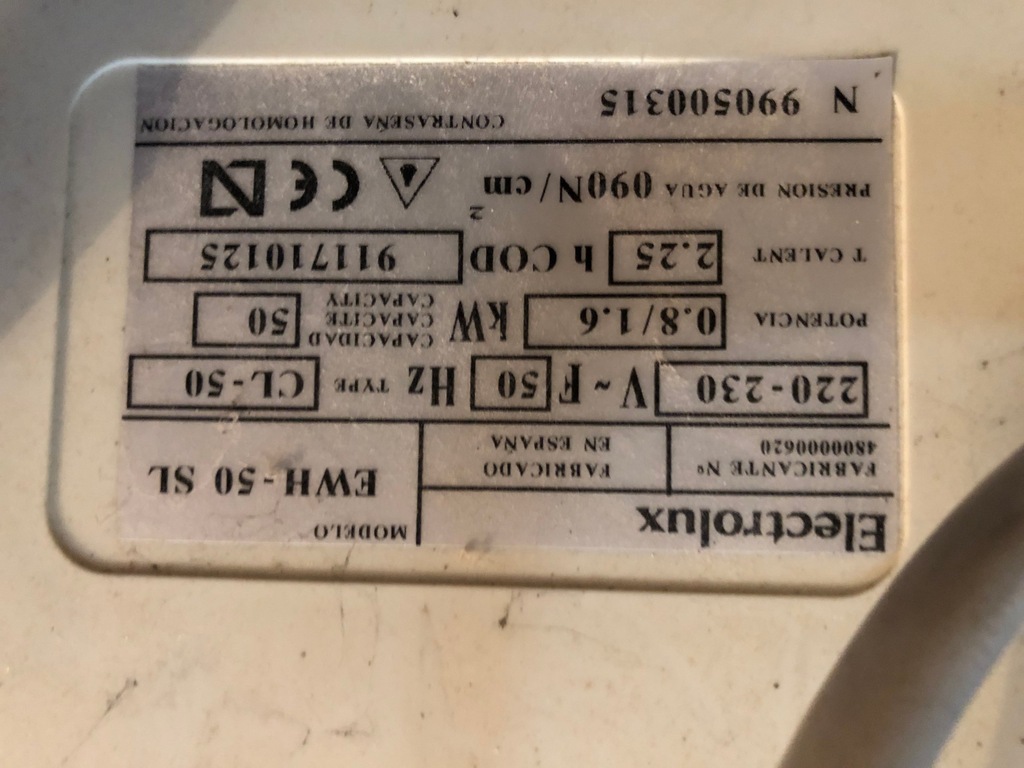 Electrolux
MODELO
EWH-50 SL
FABRICANTE Nº
4800000620
FABRICADO
EN ESPAÑA
220-230 V~F 50 Hz TYPE CL-50
POTENCIA 0.8/1.6 kW CAPACIDAD
CAPACITE
CAPACITY
50
T CALENT 2.25 h COD 911710125
PRESION DE AGUA 090N/cm²
CE N
CONTRASEÑA DE HOMOLOGACION
N 990500315